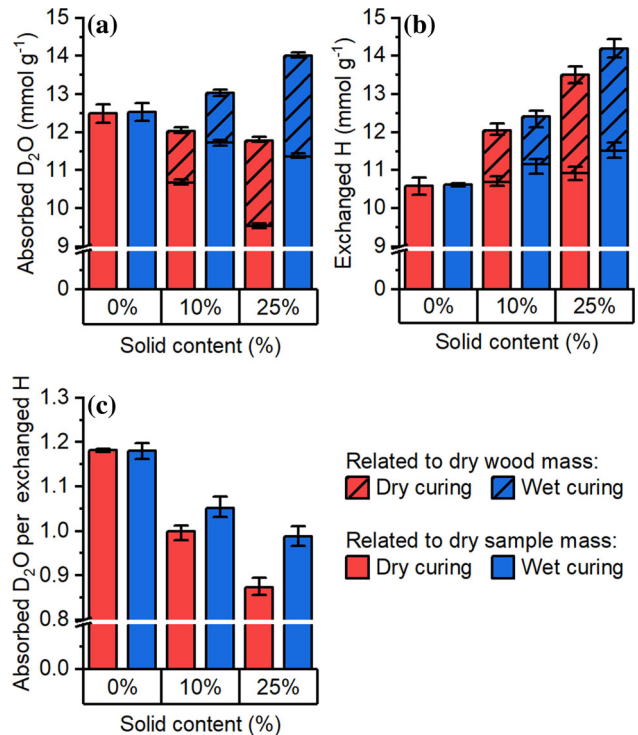 (a)
15
14
13
12
11
10
9
0
Absorbed D₂O (mmol g⁻¹)
0% 10% 25%
Solid content (%)
(b)
15
14
13
12
11
10
9
0
Exchanged H (mmol g⁻¹)
0% 10% 25%
Solid content (%)
(c)
1.3
1.2
1.1
1.0
0.9
0.8
0.0
Absorbed D₂O per exchanged H
0% 10% 25%
Solid content (%)
Related to dry wood mass:
Dry curing Wet curing
Related to dry sample mass:
Dry curing Wet curing